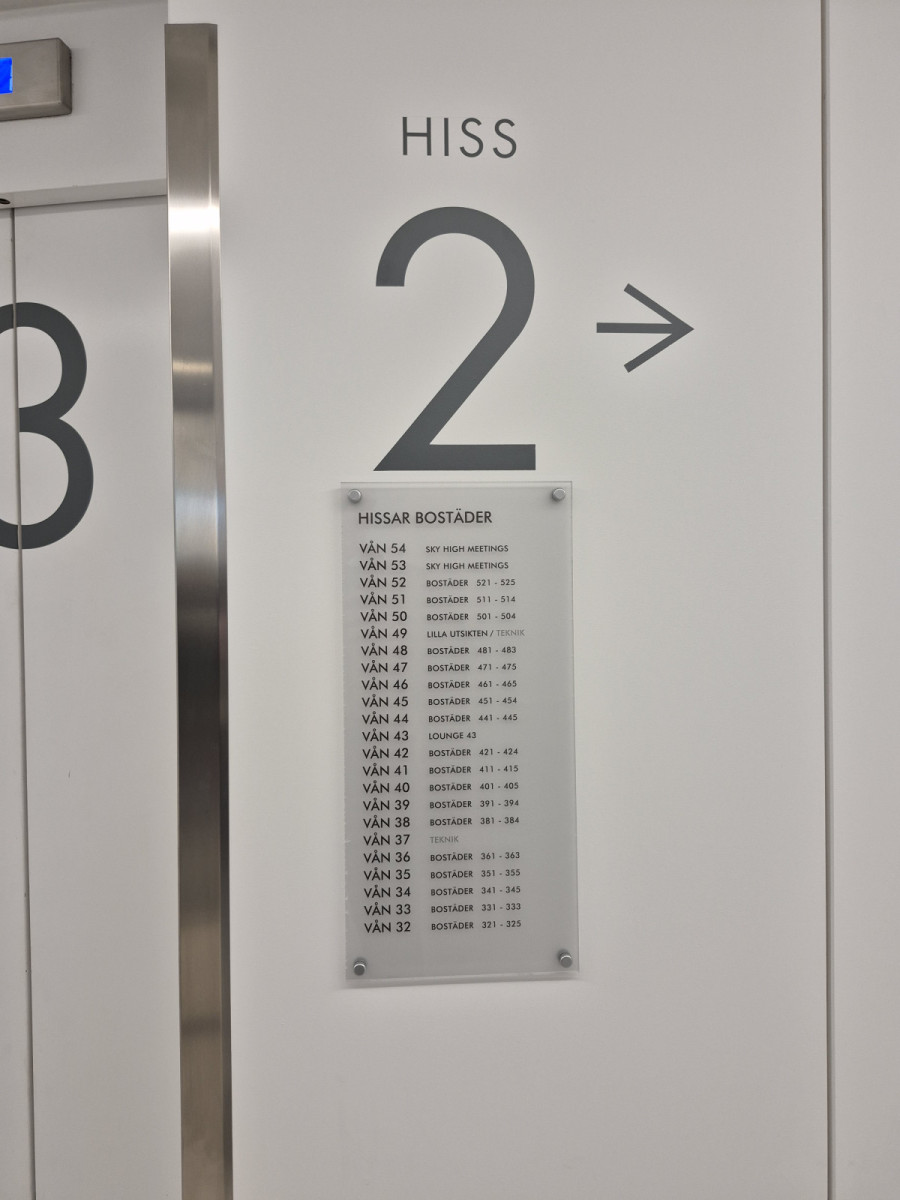 HISS
2
3
HISSAR BOSTÄDER
VÅN 54 SKY HIGH MEETINGS
VÅN 53 SKY HIGH MEETINGS
VÅN 52 BOSTÄDER 521 - 525
VÅN 51 BOSTÄDER 511 - 514
VÅN 50 BOSTÄDER 501 - 504
VÅN 49 LILLA UTSIKTEN / TEKNIK
VÅN 48 BOSTÄDER 481 - 483
VÅN 47 BOSTÄDER 471 - 475
VÅN 46 BOSTÄDER 461 - 465
VÅN 45 BOSTÄDER 451 - 454
VÅN 44 BOSTÄDER 441 - 445
VÅN 43 LOUNGE 43
VÅN 42 BOSTÄDER 421 - 424
VÅN 41 BOSTÄDER 411 - 415
VÅN 40 BOSTÄDER 401 - 405
VÅN 39 BOSTÄDER 391 - 394
VÅN 38 BOSTÄDER 381 - 384
VÅN 37 TEKNIK
VÅN 36 BOSTÄDER 361 - 363
VÅN 35 BOSTÄDER 351 - 355
VÅN 34 BOSTÄDER 341 - 345
VÅN 33 BOSTÄDER 331 - 333
VÅN 32 BOSTÄDER 321 - 325